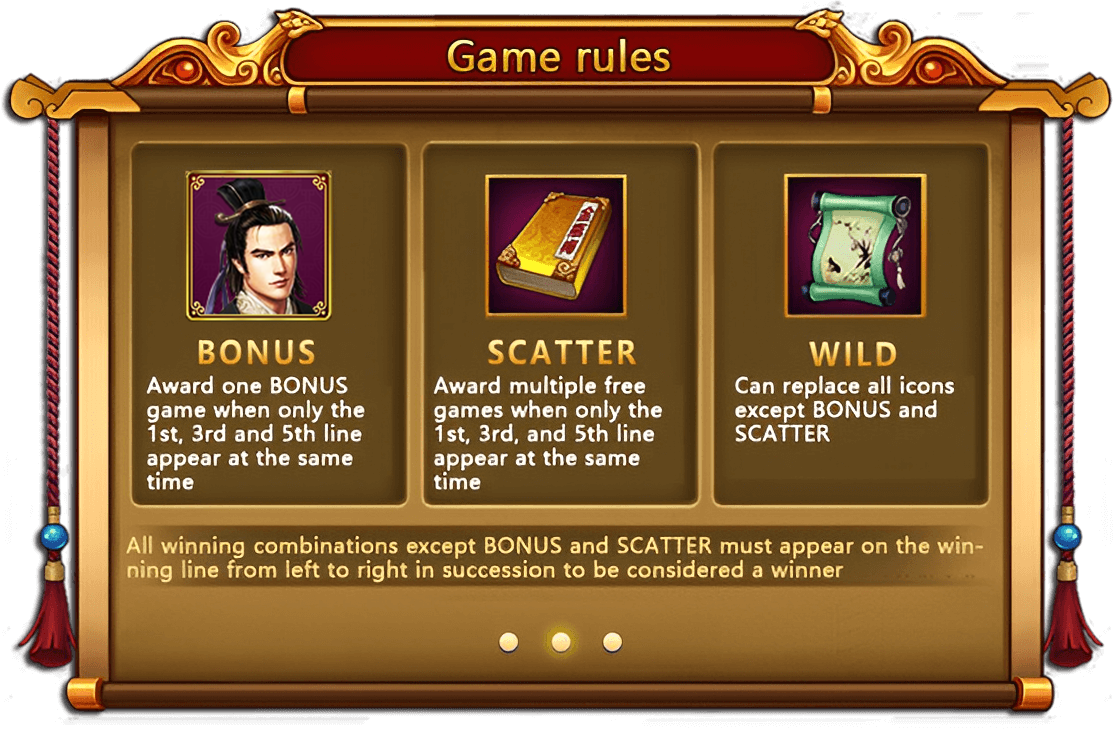 Game rules
BONUS
Award one BONUS
game when only the
1st, 3rd and 5th line
appear at the same
time
SCATTER
Award multiple free
games when only the
1st, 3rd, and 5th line
appear at the same
time
WILD
Can replace all icons
except BONUS and
SCATTER
All winning combinations except BONUS and SCATTER must appear on the win-
ning line from left to right in succession to be considered a winner